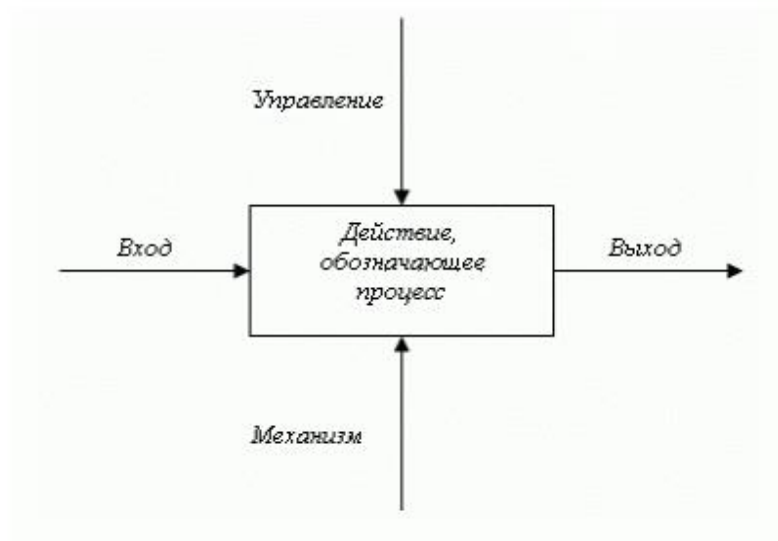 Управление
Вход
Действие,
обозначающее
процесс
Выход
Механизм